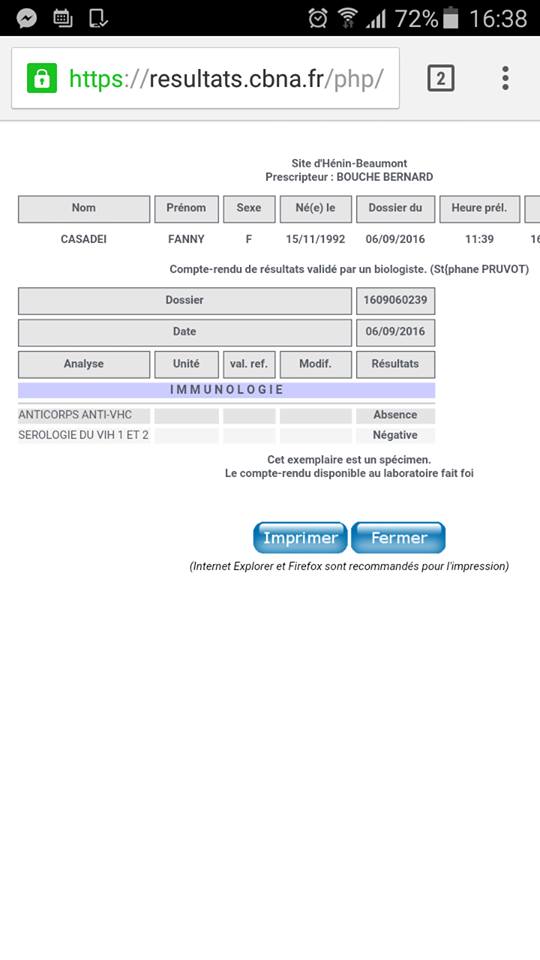 72% 16:38
https://resultats.cbna.fr/php/ 2
Site d'Hénin-Beaumont
Prescripteur : BOUCHE BERNARD
Nom Prénom Sexe Né(e) le Dossier du Heure prél.
CASADEI FANNY F 15/11/1992 06/09/2016 11:39 16
Compte-rendu de résultats validé par un biologiste. (St{phane PRUVOT)
Dossier 1609060239
Date 06/09/2016
Analyse Unité val. ref. Modif. Résultats
IMMUNOLOGIE
ANTICORPS ANTI-VHC Absence
SEROLOGIE DU VIH 1 ET 2 Négative
Cet exemplaire est un spécimen.
Le compte-rendu disponible au laboratoire fait foi
Imprimer Fermer
(Internet Explorer et Firefox sont recommandés pour l'impression)